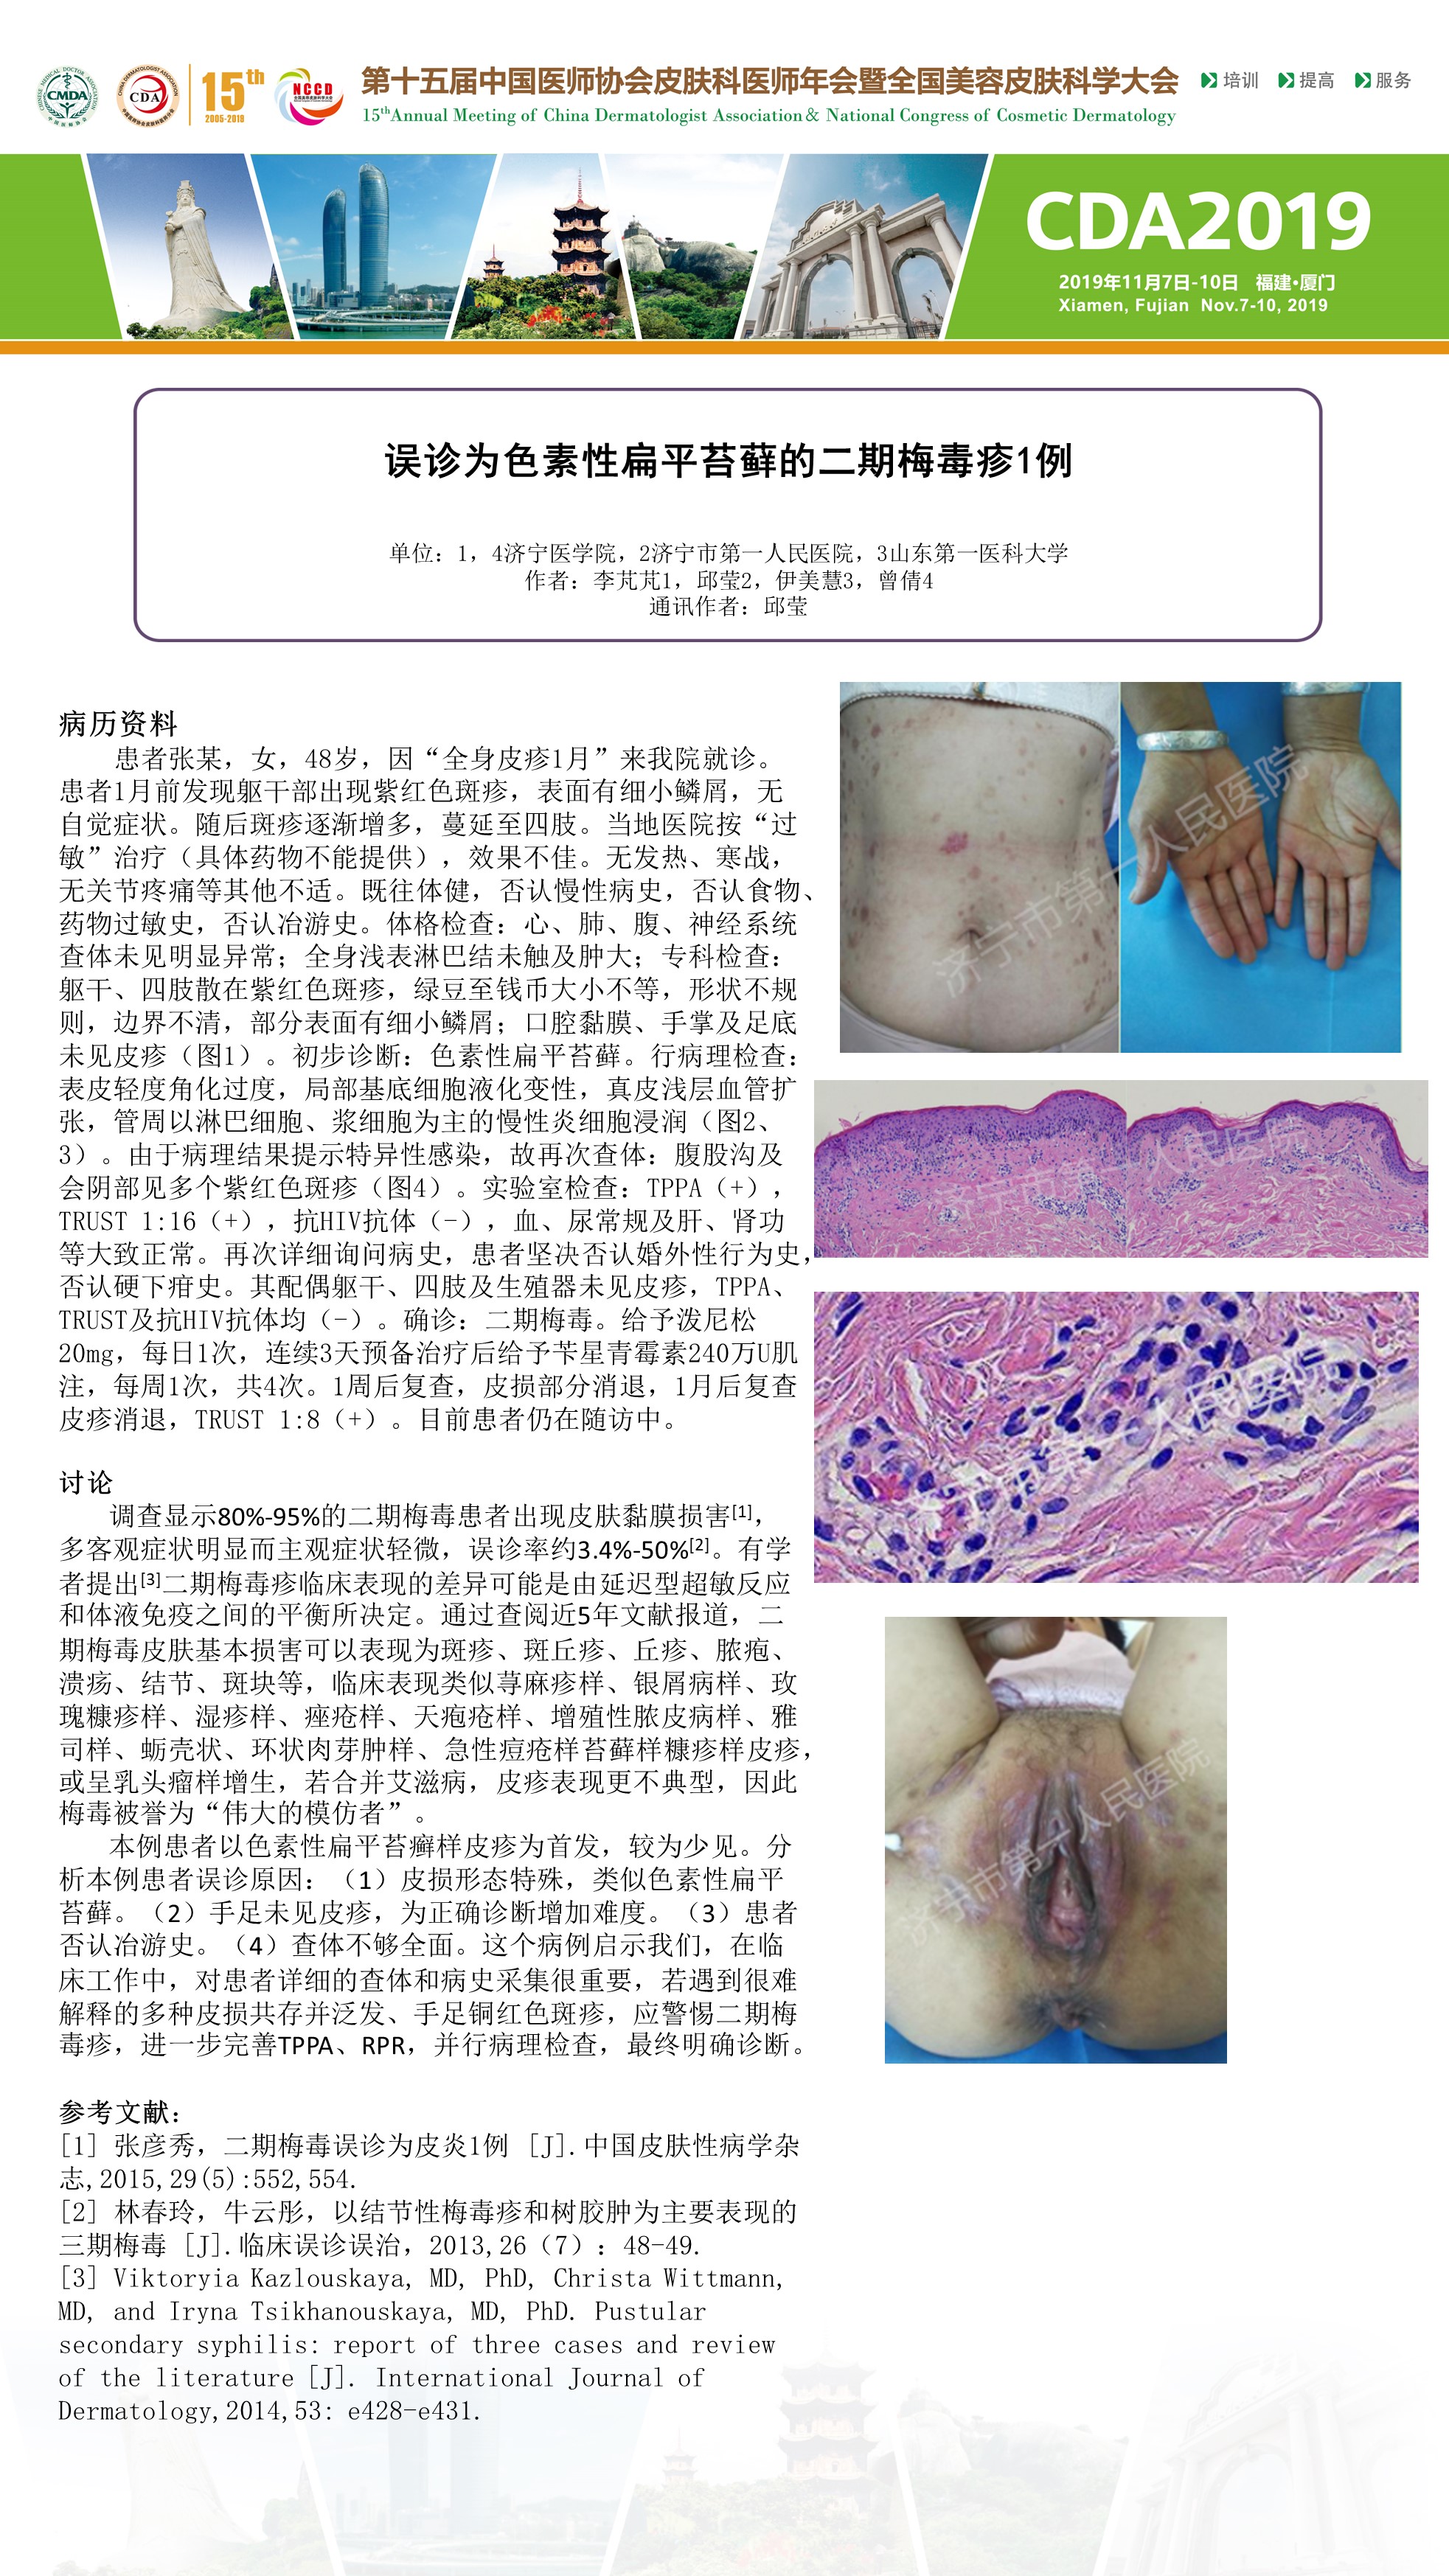 CHINESE MEDICAL DOCTOR ASSOCIATION
CMDA
中国医师协会
CHINA DERMATOLOGIST ASSOCIATION
CDA
15th
2005-2019
NCCD
第十五届中国医师协会皮肤科医师年会暨全国美容皮肤科学大会
15thAnnual Meeting of China Dermatologist Association& National Congress of Cosmetic Dermatology
培训 提高 服务
CDA2019
2019年11月7日-10日 福建•厦门
Xiamen, Fujian Nov.7-10, 2019
误诊为色素性扁平苔藓的二期梅毒疹1例
单位：1，4济宁医学院，2济宁市第一人民医院，3山东第一医科大学
作者：李芃芃1，邱莹2，伊美慧3，曾倩4
通讯作者：邱莹
病历资料
患者张某，女，48岁，因“全身皮疹1月”来我院就诊。
患者1月前发现躯干部出现紫红色斑疹，表面有细小鳞屑，无
自觉症状。随后斑疹逐渐增多，蔓延至四肢。当地医院按“过
敏”治疗（具体药物不能提供），效果不佳。无发热、寒战，
无关节疼痛等其他不适。既往体健，否认慢性病史，否认食物、
药物过敏史，否认冶游史。体格检查：心、肺、腹、神经系统
查体未见明显异常；全身浅表淋巴结未触及肿大；专科检查：
躯干、四肢散在紫红色斑疹，绿豆至钱币大小不等，形状不规
则，边界不清，部分表面有细小鳞屑；口腔黏膜、手掌及足底
未见皮疹（图1）。初步诊断：色素性扁平苔藓。行病理检查：
表皮轻度角化过度，局部基底细胞液化变性，真皮浅层血管扩
张，管周以淋巴细胞、浆细胞为主的慢性炎细胞浸润（图2、
3）。由于病理结果提示特异性感染，故再次查体：腹股沟及
会阴部见多个紫红色斑疹（图4）。实验室检查：TPPA（+），
TRUST 1:16（+），抗HIV抗体（-），血、尿常规及肝、肾功
等大致正常。再次详细询问病史，患者坚决否认婚外性行为史，
否认硬下疳史。其配偶躯干、四肢及生殖器未见皮疹，TPPA、
TRUST及抗HIV抗体均（-）。确诊：二期梅毒。给予泼尼松
20mg，每日1次，连续3天预备治疗后给予苄星青霉素240万U肌
注，每周1次，共4次。1周后复查，皮损部分消退，1月后复查
皮疹消退，TRUST 1:8（+）。目前患者仍在随访中。
讨论
调查显示80%-95%的二期梅毒患者出现皮肤黏膜损害[1]，
多客观症状明显而主观症状轻微，误诊率约3.4%-50%[2]。有学
者提出[3]二期梅毒疹临床表现的差异可能是由延迟型超敏反应
和体液免疫之间的平衡所决定。通过查阅近5年文献报道，二
期梅毒皮肤基本损害可以表现为斑疹、斑丘疹、丘疹、脓疱、
溃疡、结节、斑块等，临床表现类似荨麻疹样、银屑病样、玫
瑰糠疹样、湿疹样、痤疮样、天疱疮样、增殖性脓皮病样、雅
司样、蛎壳状、环状肉芽肿样、急性痘疮样苔藓样糠疹样皮疹，
或呈乳头瘤样增生，若合并艾滋病，皮疹表现更不典型，因此
梅毒被誉为“伟大的模仿者”。
本例患者以色素性扁平苔癣样皮疹为首发，较为少见。分
析本例患者误诊原因：（1）皮损形态特殊，类似色素性扁平
苔藓。（2）手足未见皮疹，为正确诊断增加难度。（3）患者
否认冶游史。（4）查体不够全面。这个病例启示我们，在临
床工作中，对患者详细的查体和病史采集很重要，若遇到很难
解释的多种皮损共存并泛发、手足铜红色斑疹，应警惕二期梅
毒疹，进一步完善TPPA、RPR，并行病理检查，最终明确诊断。
参考文献：
[1] 张彦秀，二期梅毒误诊为皮炎1例 [J].中国皮肤性病学杂
志,2015,29(5):552,554.
[2] 林春玲，牛云彤，以结节性梅毒疹和树胶肿为主要表现的
三期梅毒 [J].临床误诊误治，2013,26（7）：48-49.
[3] Viktoryia Kazlouskaya, MD, PhD, Christa Wittmann,
MD, and Iryna Tsikhanouskaya, MD, PhD. Pustular
secondary syphilis: report of three cases and review
of the literature [J]. International Journal of
Dermatology,2014,53: e428-e431.
济宁市第一人民医院
济宁市第一人民医院
济宁市第一人民医院
济宁市第一人民医院